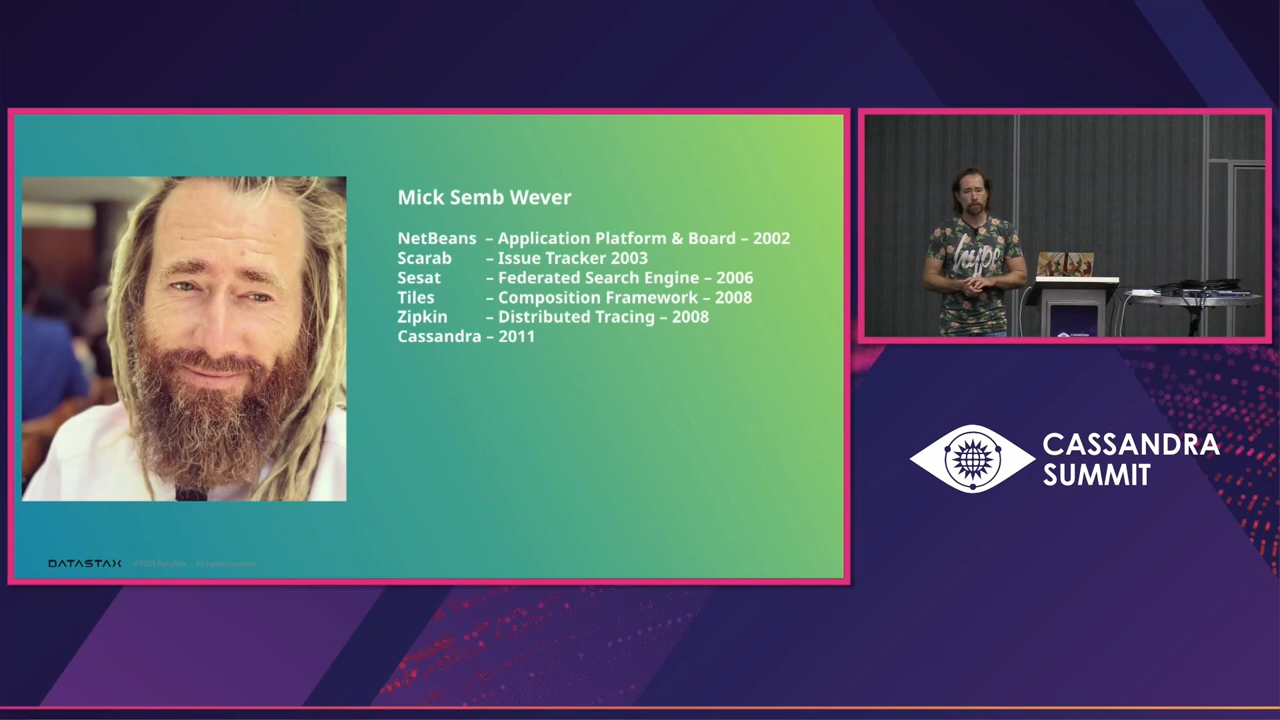 Mick Semb Wever
NetBeans – Application Platform & Board – 2002
Scarab – Issue Tracker 2003
Sesat – Federated Search Engine – 2006
Tiles – Composition Framework – 2008
Zipkin – Distributed Tracing – 2008
Cassandra – 2011
DATASTAX
hype
CASSANDRA
SUMMIT